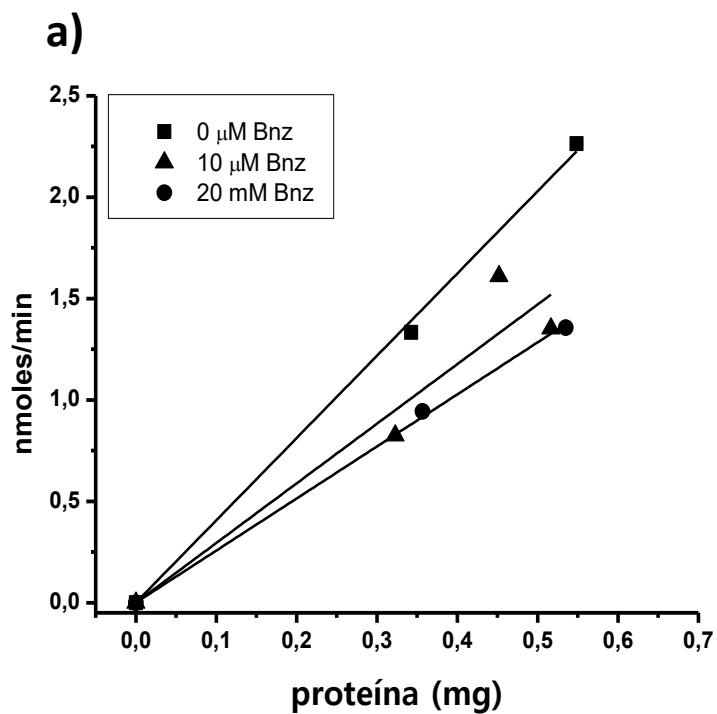 a)
2,5
0 μM Bnz
10 μM Bnz
20 mM Bnz
2,0
1,5
1,0
0,5
0,0
nmoles/min
0,0 0,1 0,2 0,3 0,4 0,5 0,6 0,7
proteína (mg)